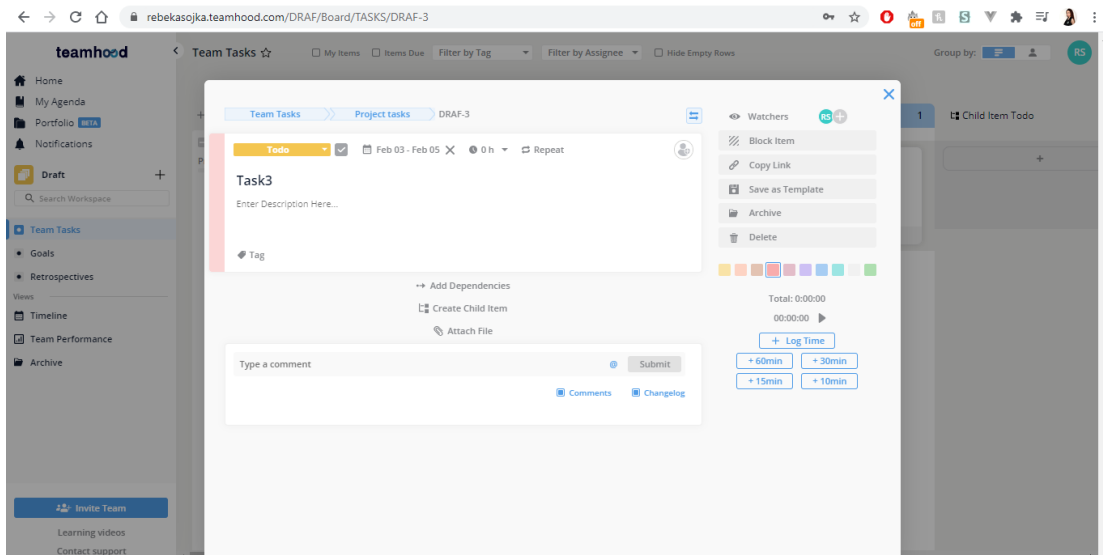 rebekasojka.teamhood.com/DRAF/Board/TASKS/DRAF-3
off
teamhood
Team Tasks
My Items
Items Due
Filter by Tag
Filter by Assignee
Hide Empty Rows
Group by:
RS
Home
My Agenda
Portfolio BETA
Notifications
Draft
Search Workspace
Team Tasks
Goals
Retrospectives
Views
Timeline
Team Performance
Archive
Invite Team
Learning videos
Contact support
Team Tasks
Project tasks
DRAF-3
Todo
Feb 03 - Feb 05
0 h
Repeat
Task3
Enter Description Here...
Tag
Add Dependencies
Create Child Item
Attach File
Type a comment
@
Submit
Comments
Changelog
Watchers
RS
Block Item
Copy Link
Save as Template
Archive
Delete
Total: 0:00:00
00:00:00
+ Log Time
+ 60min
+ 30min
+ 15min
+ 10min
1
Child Item Todo
+